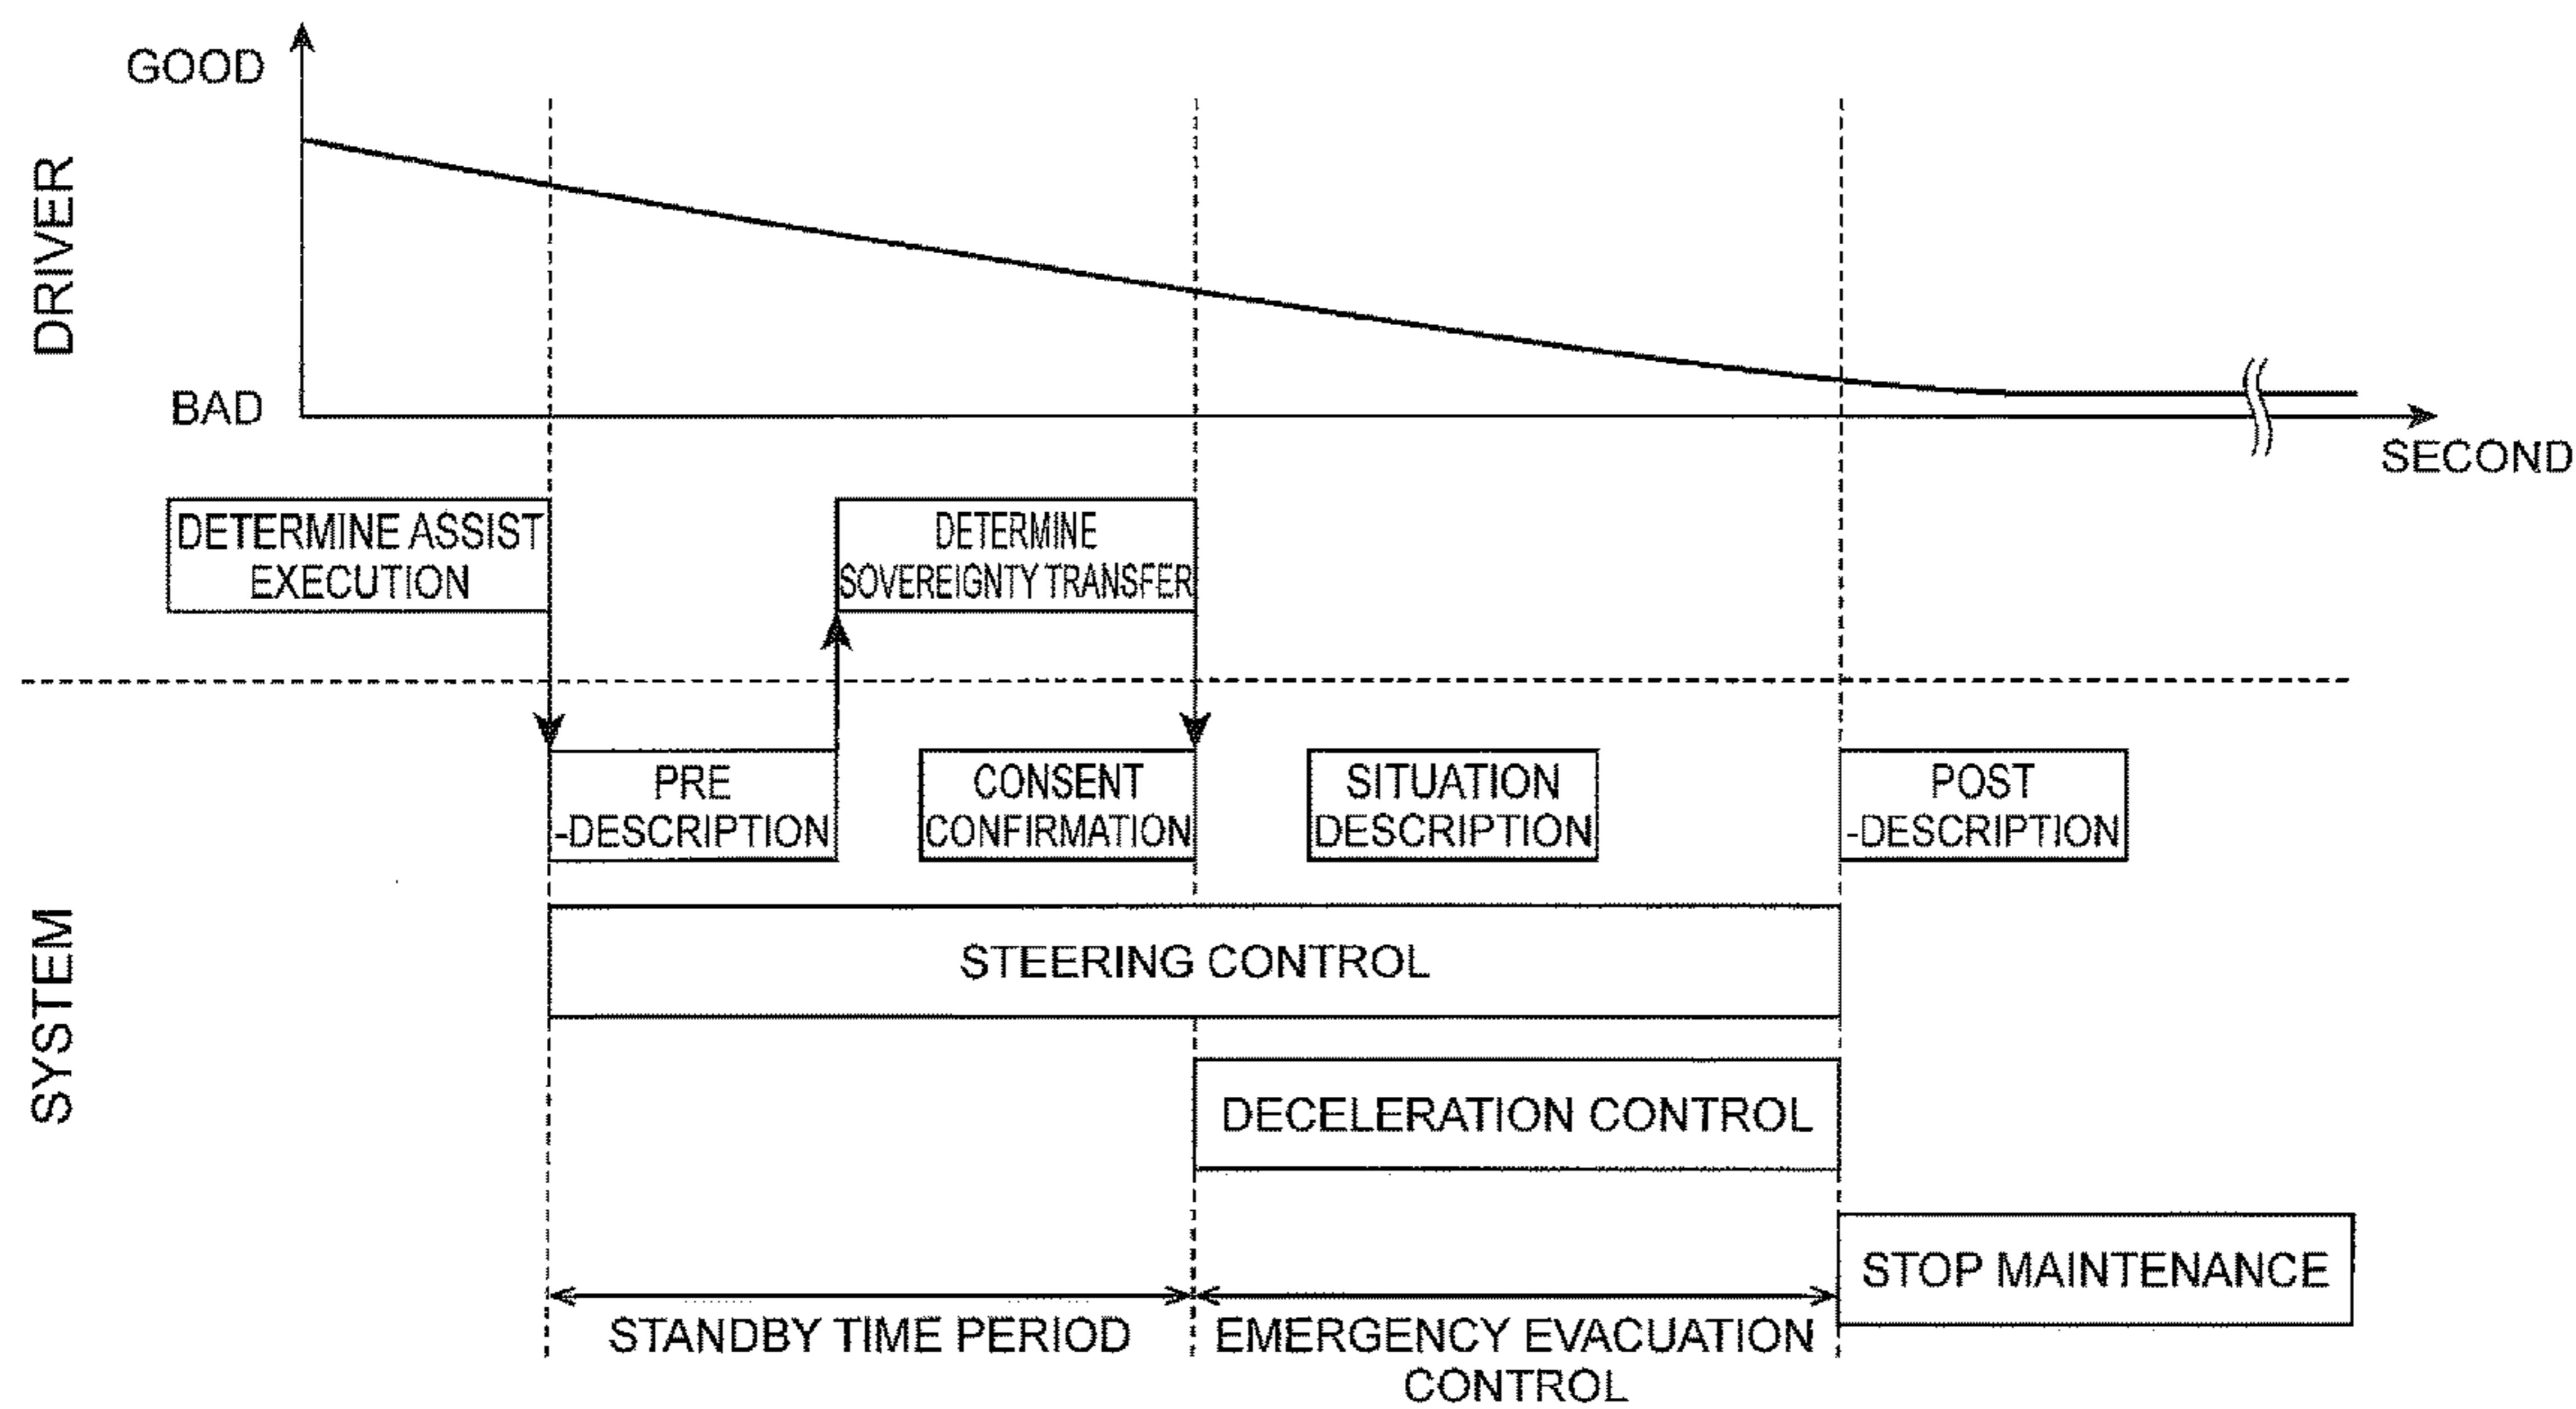 GOOD
DRIVER
BAD
SECOND
DETERMINE ASSIST
EXECUTION
DETERMINE
SOVEREIGNTY TRANSFER
PRE
-DESCRIPTION
CONSENT
CONFIRMATION
SITUATION
DESCRIPTION
POST
-DESCRIPTION
SYSTEM
STEERING CONTROL
DECELERATION CONTROL
STOP MAINTENANCE
STANDBY TIME PERIOD
EMERGENCY EVACUATION
CONTROL